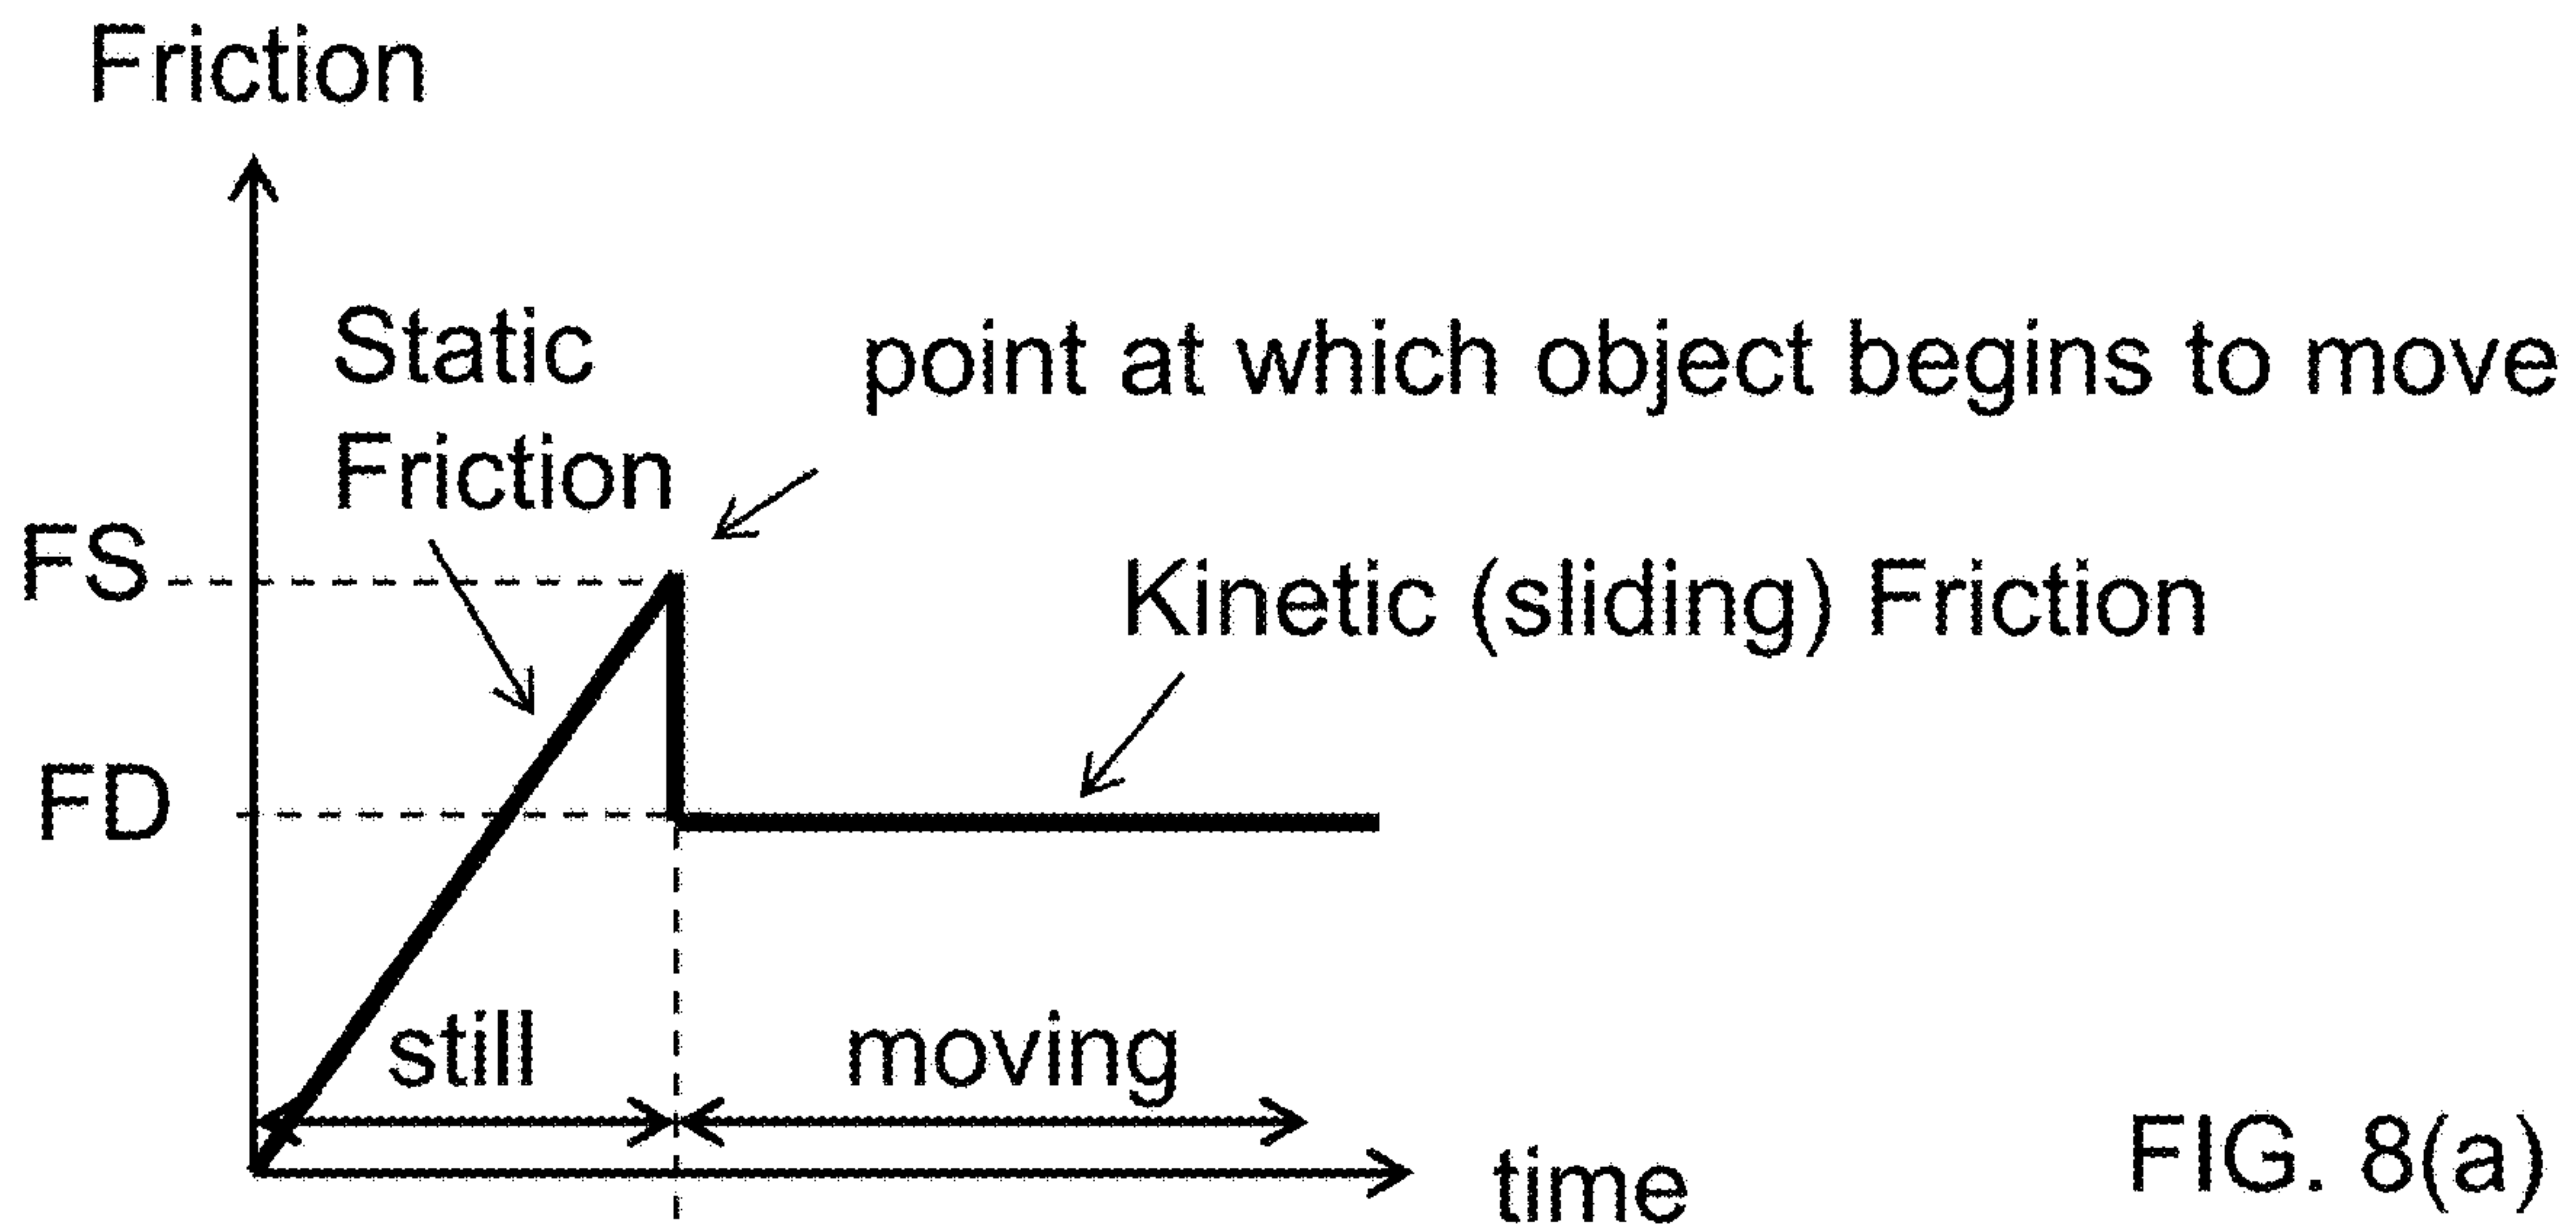 Friction
Static
Friction
point at which object begins to move
FS
Kinetic (sliding) Friction
FD
still
moving
time
FIG. 8(a)